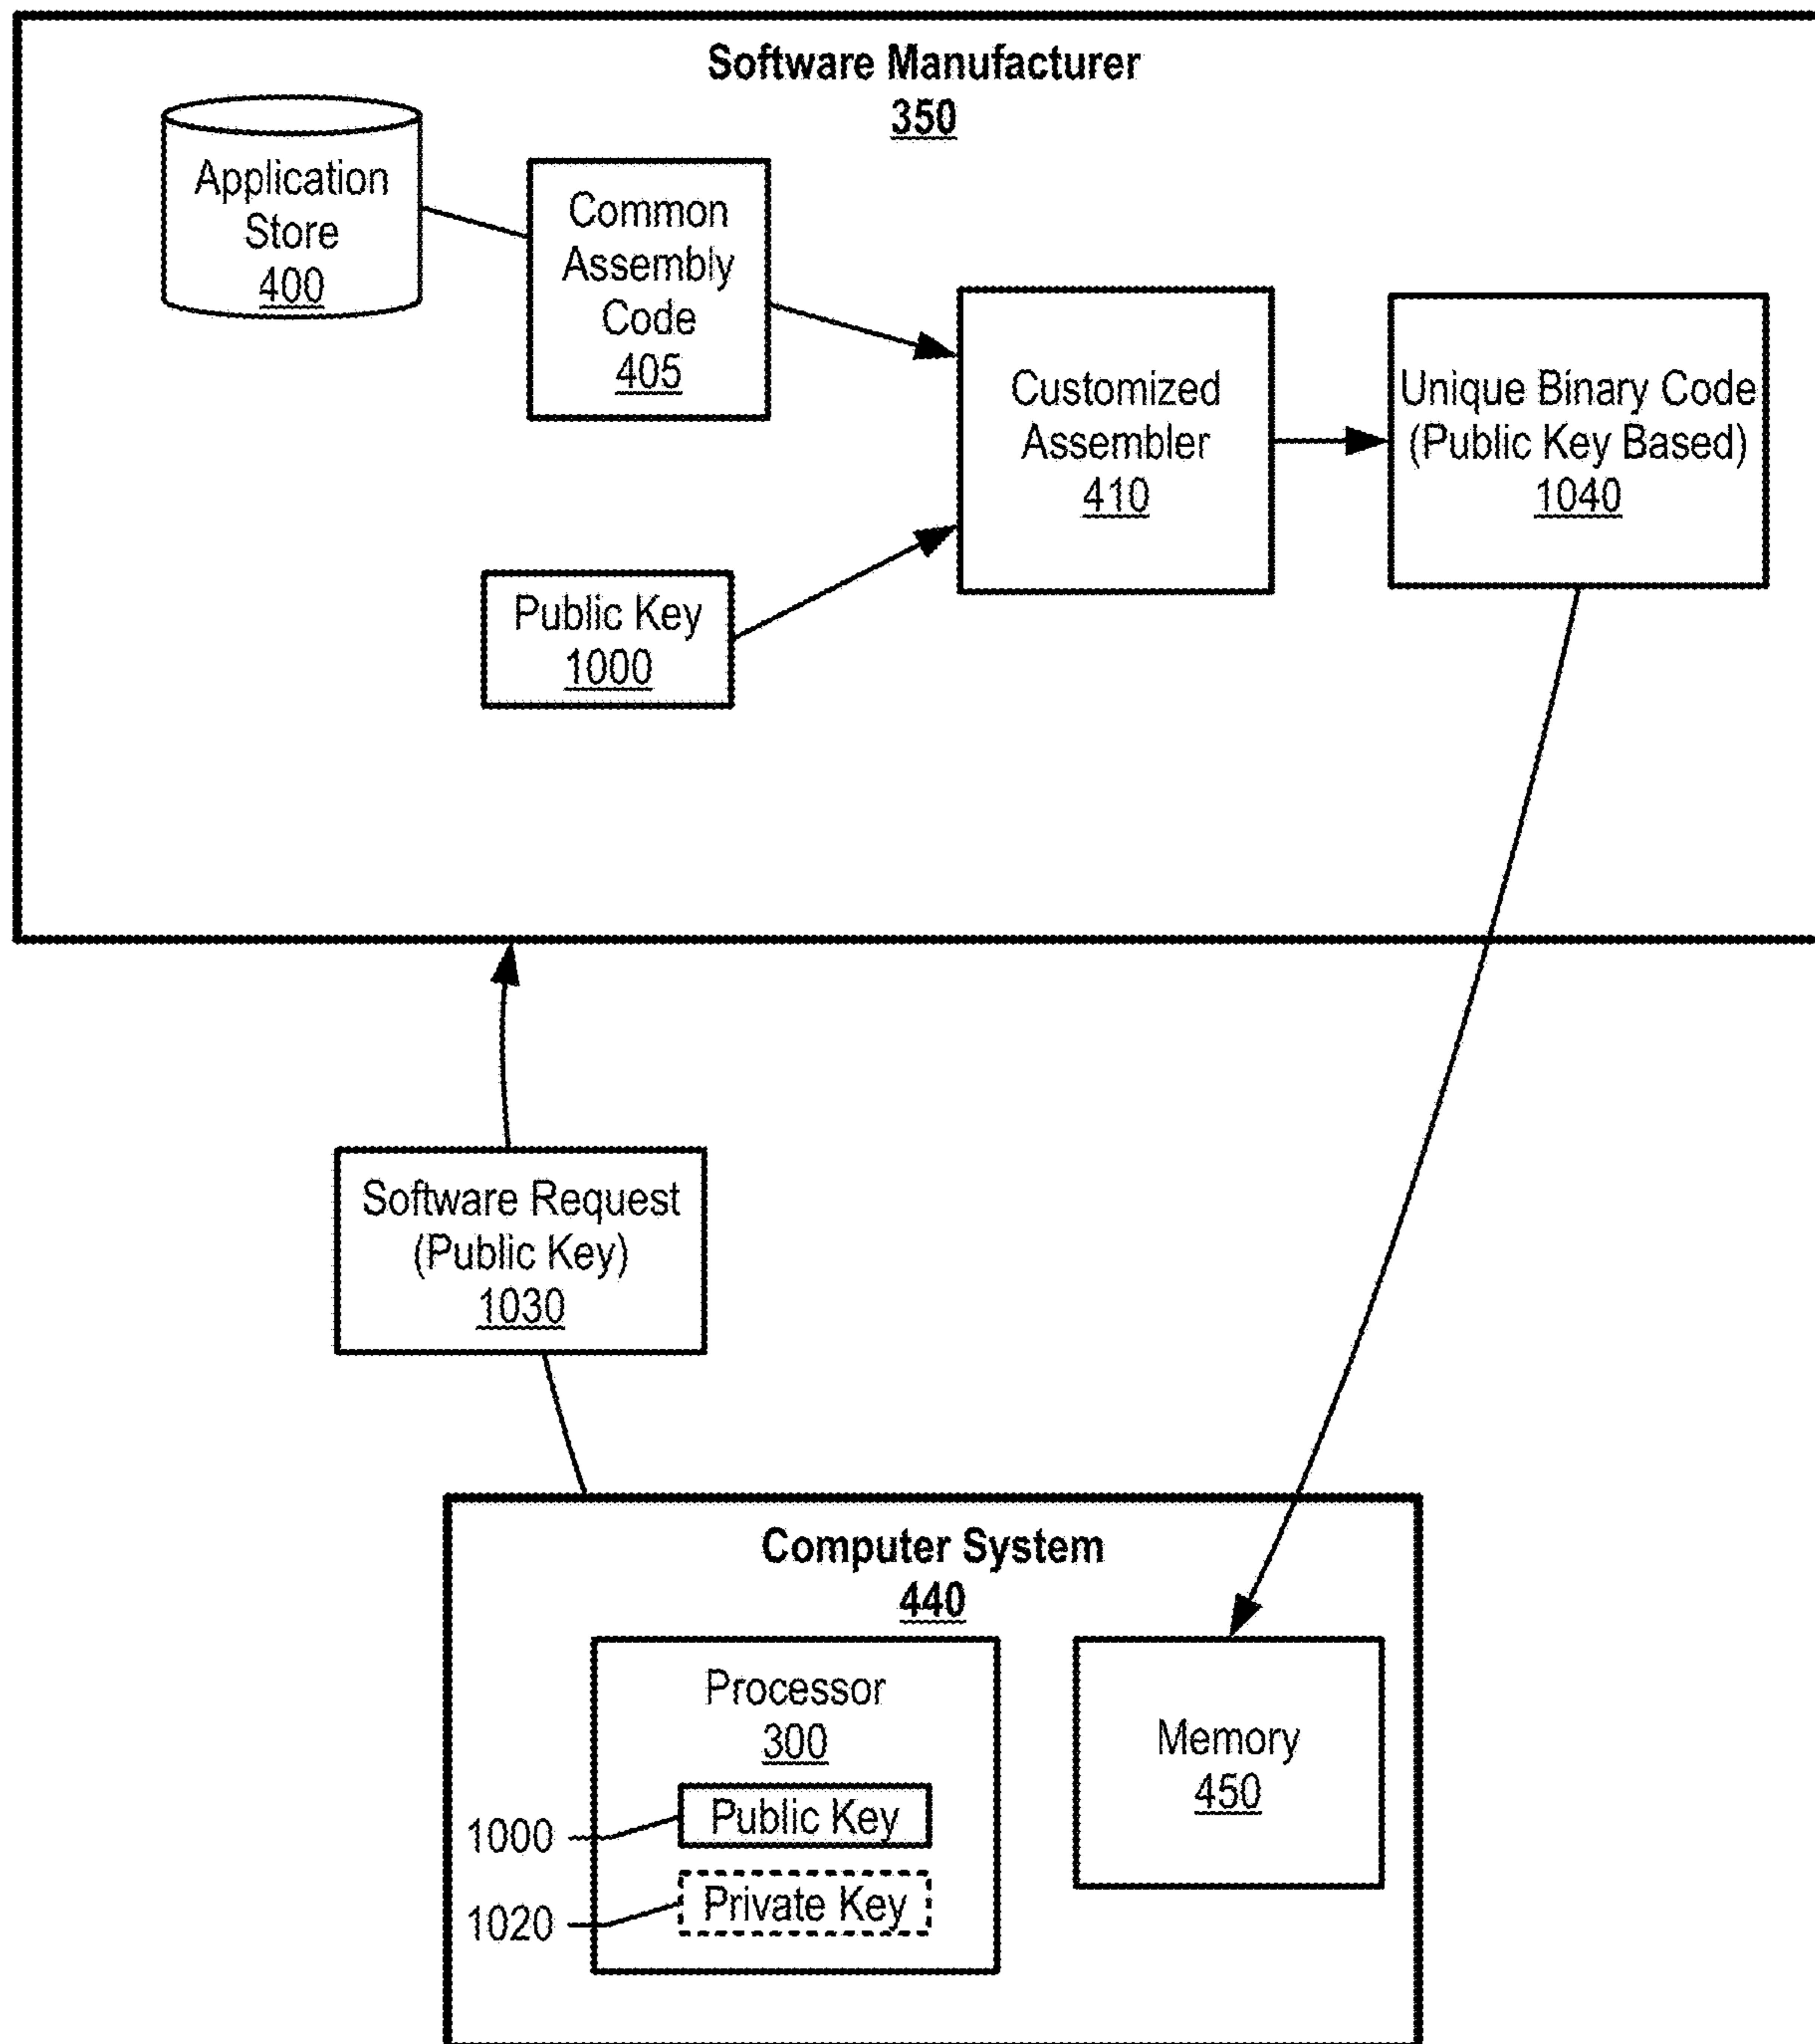 Software Manufacturer
350
Application
Store
400
Common
Assembly
Code
405
Customized
Assembler
410
Unique Binary Code
(Public Key Based)
1040
Public Key
1000
Software Request
(Public Key)
1030
Computer System
440
Processor
300
1000
Public Key
1020
Private Key
Memory
450